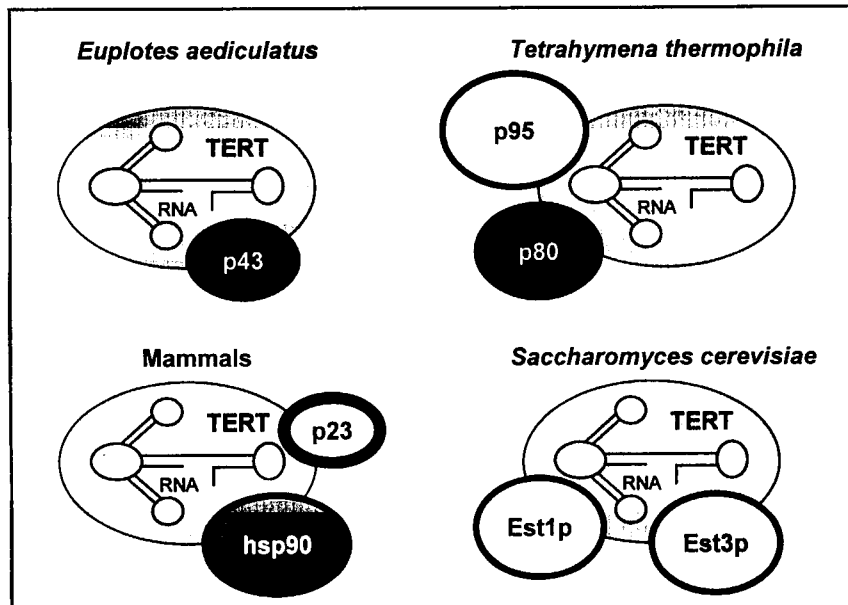 Euplotes aediculatus
TERT
RNA
p43
Tetrahymena thermophila
p95
TERT
RNA
p80
Mammals
TERT
p23
RNA
hsp90
Saccharomyces cerevisiae
TERT
RNA
Est1p
Est3p